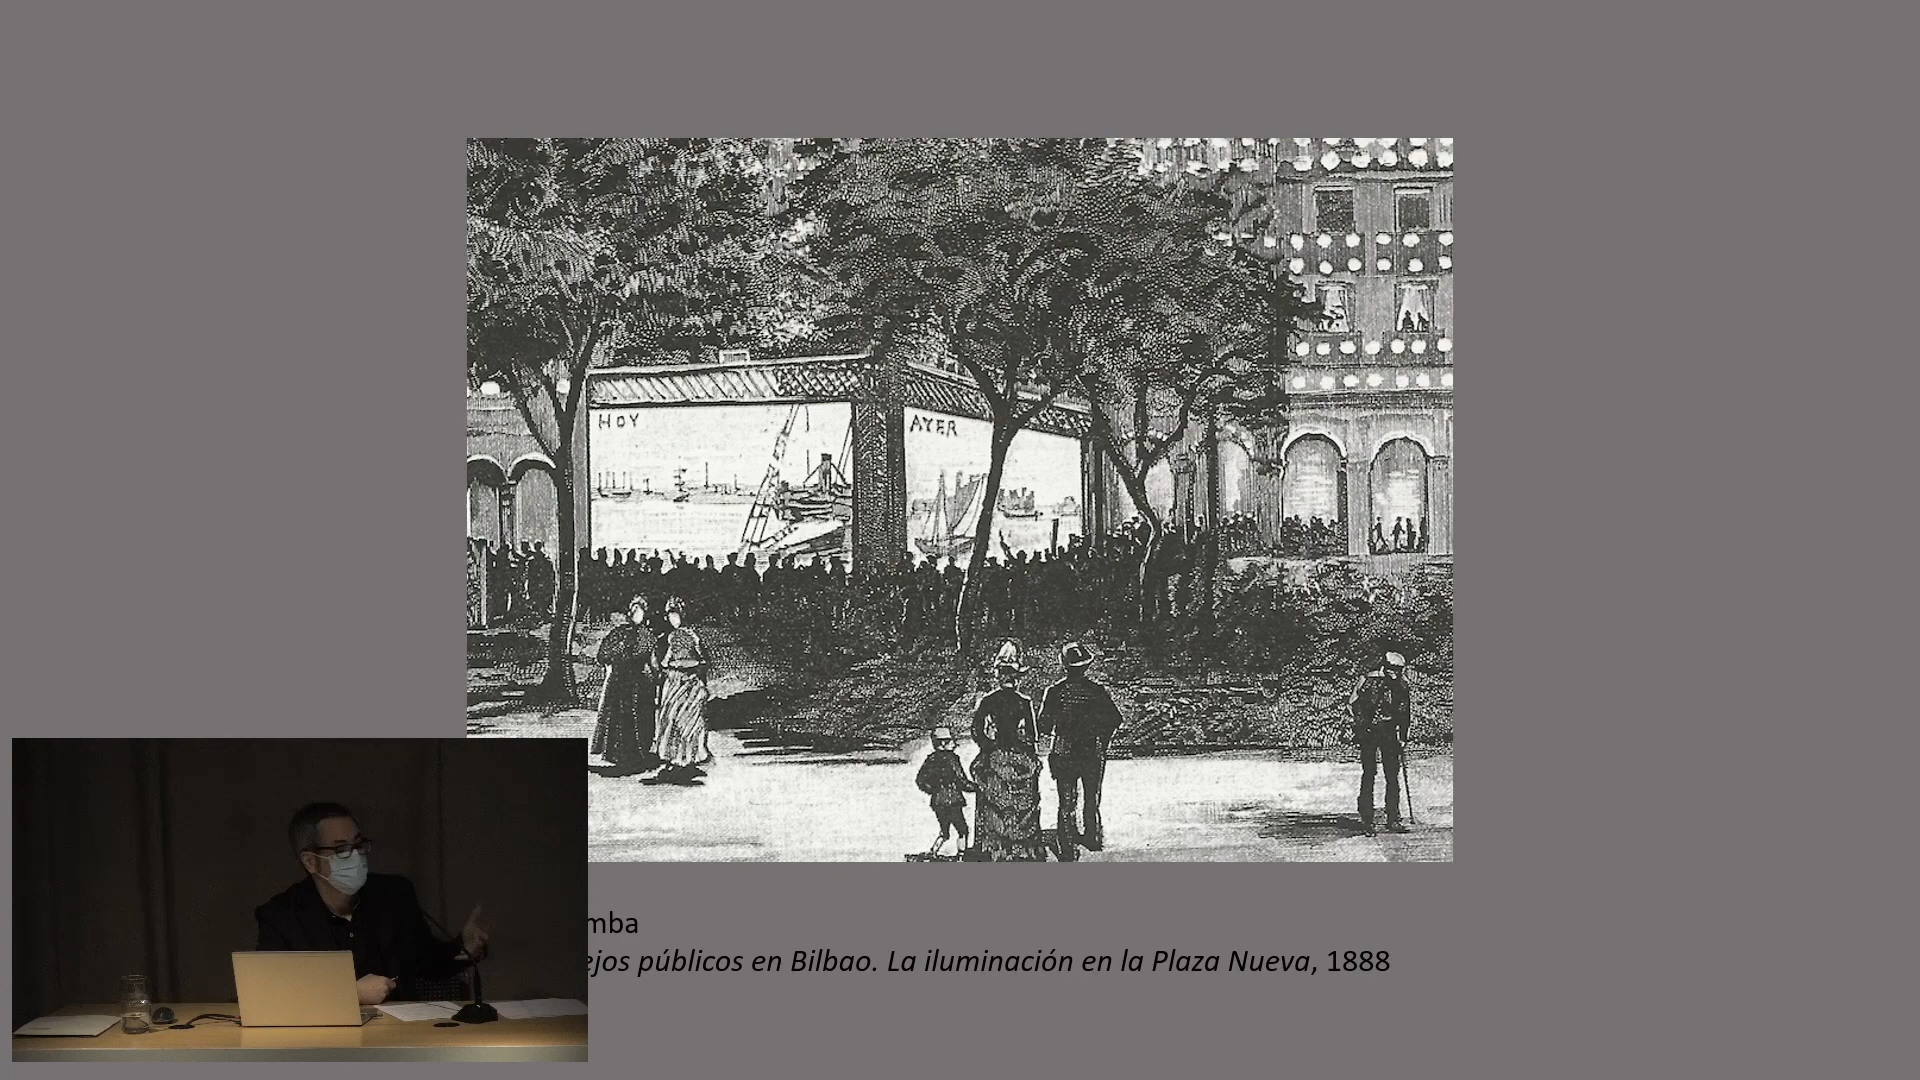 HOY
AYER
mba
ejos públicos en Bilbao. La iluminación en la Plaza Nueva, 1888